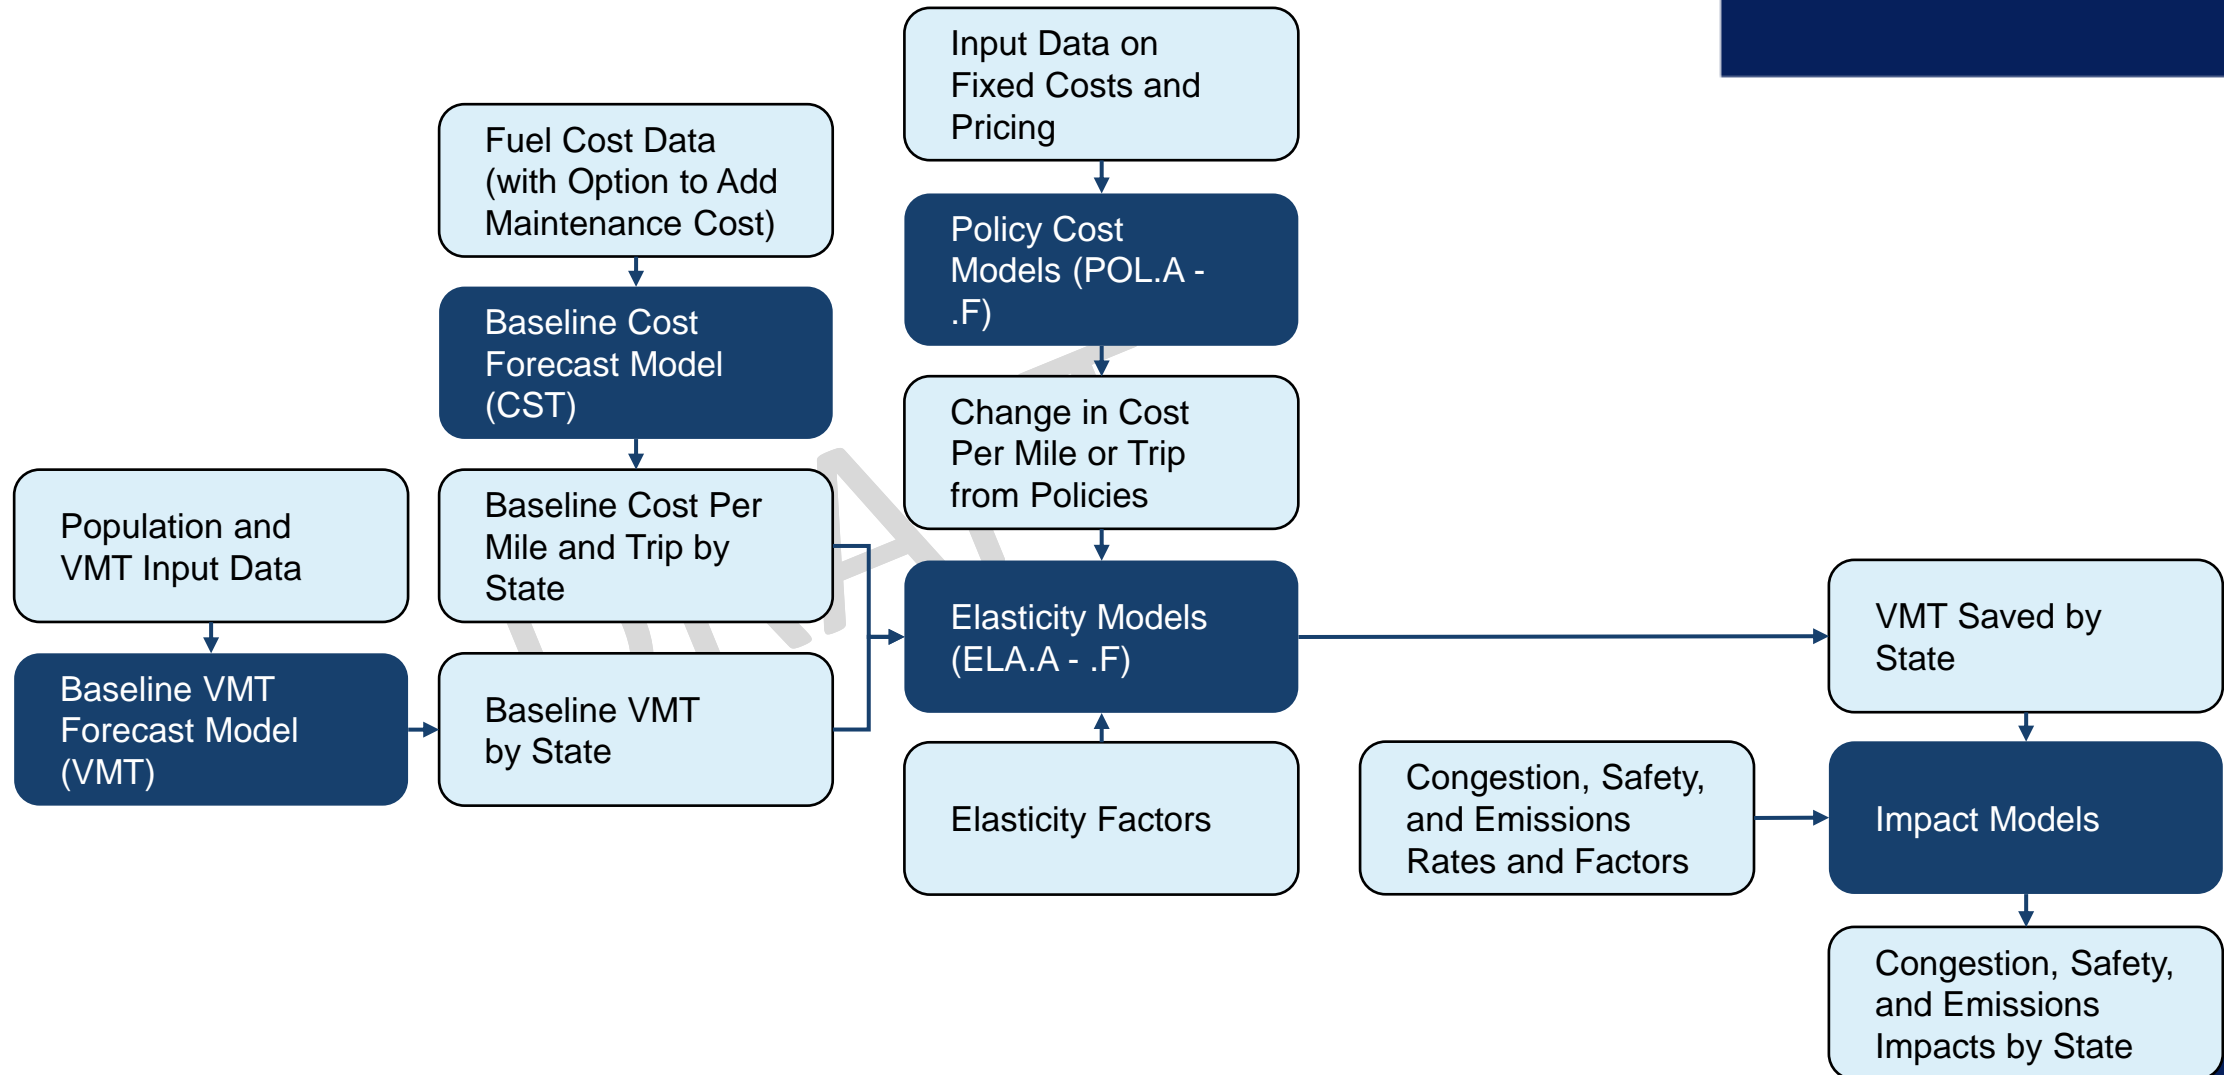 Input Data on
Fixed Costs and
Pricing
Fuel Cost Data
(with Option to Add
Maintenance Cost)
Policy Cost
Models (POL.A -
.F)
Baseline Cost
Forecast Model
(CST)
Change in Cost
Per Mile or Trip
from Policies
Population and
VMT Input Data
Baseline Cost Per
Mile and Trip by
State
Elasticity Models
(ELA.A - .F)
VMT Saved by
State
Baseline VMT
Forecast Model
(VMT)
Baseline VMT
by State
Elasticity Factors
Congestion, Safety,
and Emissions
Rates and Factors
Impact Models
Congestion, Safety,
and Emissions
Impacts by State
DRAFT